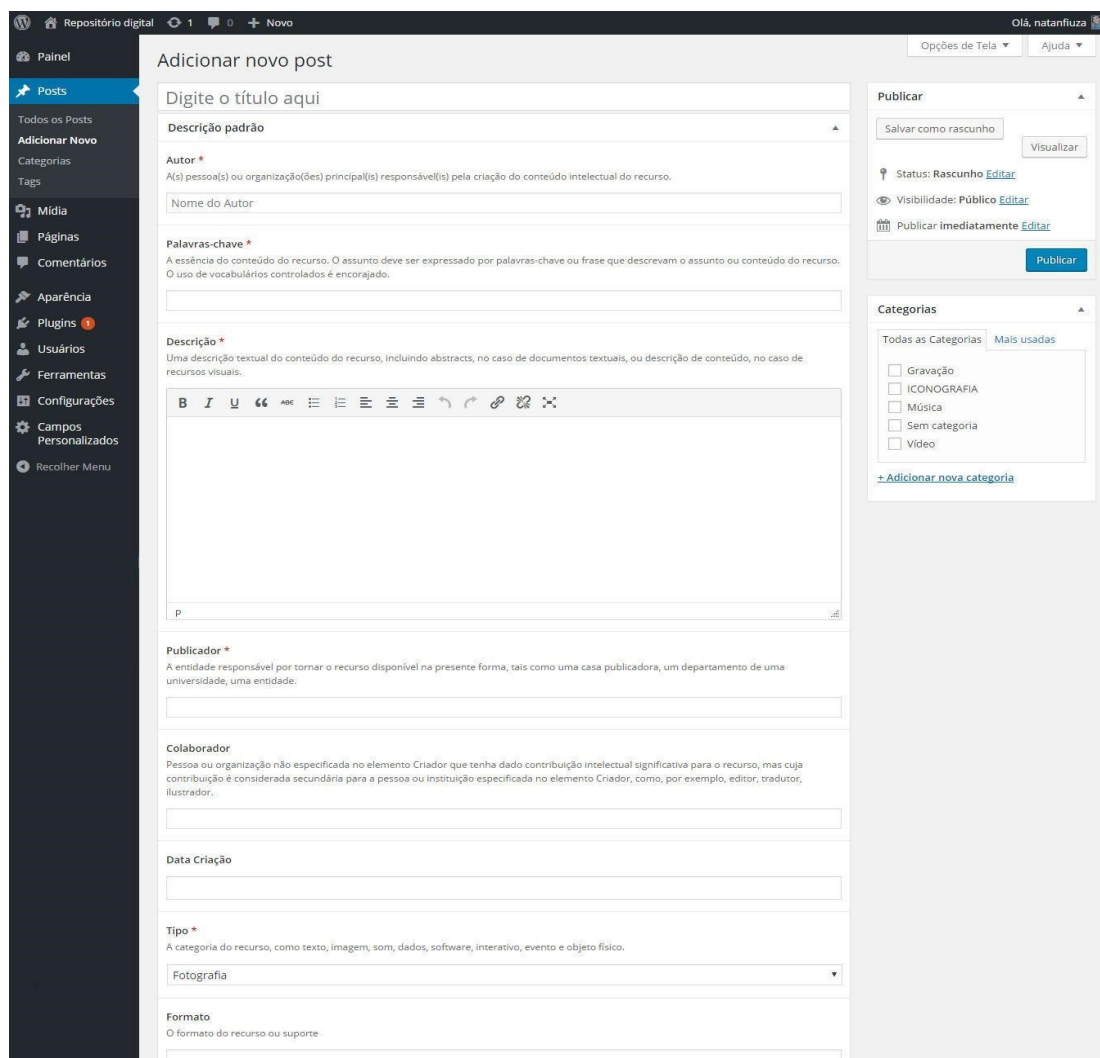 Repositório digital 1 0 + Novo
Olá, natanfiuza
Painel
Posts
Todos os Posts
Adicionar Novo
Categorias
Tags
Mídia
Páginas
Comentários
Aparência
Plugins 1
Usuários
Ferramentas
Configurações
Campos
Personalizados
Recolher Menu
Opções de Tela ▼
Ajuda ▼
Adicionar novo post
Digite o título aqui
Descrição padrão
Autor *
A(s) pessoa(s) ou organização(ões) principal(is) responsável(is) pela criação do conteúdo intelectual do recurso.
Nome do Autor
Palavras-chave *
A essência do conteúdo do recurso. O assunto deve ser expressado por palavras-chave ou frase que descrevam o assunto ou conteúdo do recurso.
O uso de vocabulários controlados é encorajado.
Descrição *
Uma descrição textual do conteúdo do recurso, incluindo abstracts, no caso de documentos textuais, ou descrição de conteúdo, no caso de
recursos visuais.
B I U ABC
P
Publicador *
A entidade responsável por tornar o recurso disponível na presente forma, tais como uma casa publicadora, um departamento de uma
universidade, uma entidade.
Colaborador
Pessoa ou organização não especificada no elemento Criador que tenha dado contribuição intelectual significativa para o recurso, mas cuja
contribuição é considerada secundária para a pessoa ou instituição especificada no elemento Criador, como, por exemplo, editor, tradutor,
ilustrador.
Data Criação
Tipo *
A categoria do recurso, como texto, imagem, som, dados, software, interativo, evento e objeto físico.
Fotografia
Formato
O formato do recurso ou suporte
Publicar
Salvar como rascunho
Visualizar
Status: Rascunho Editar
Visibilidade: Público Editar
Publicar imediatamente Editar
Publicar
Categorias
Todas as Categorias Mais usadas
Gravação
ICONOGRAFIA
Música
Sem categoria
Vídeo
+ Adicionar nova categoria